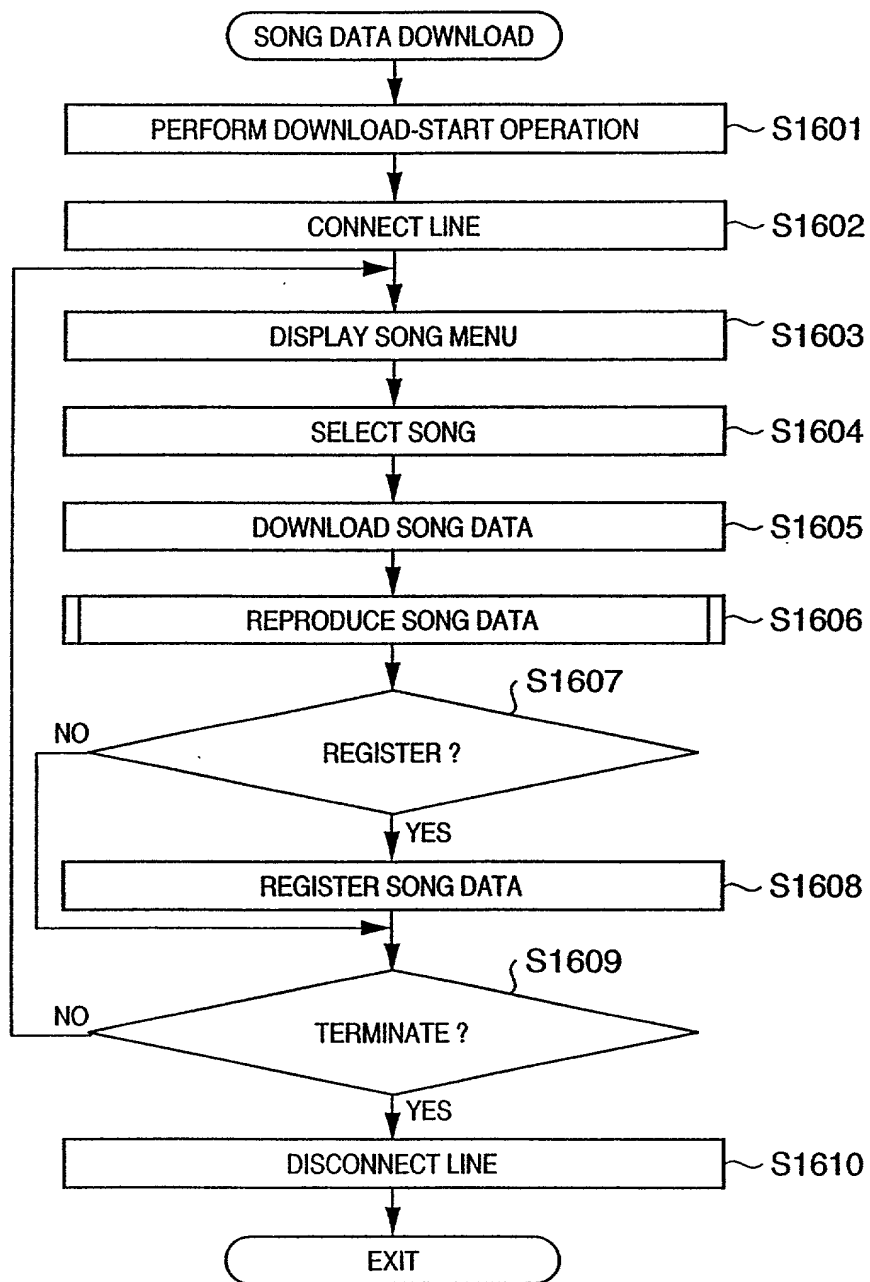 SONG DATA DOWNLOAD
PERFORM DOWNLOAD-START OPERATION
S1601
CONNECT LINE
S1602
DISPLAY SONG MENU
S1603
SELECT SONG
S1604
DOWNLOAD SONG DATA
S1605
REPRODUCE SONG DATA
S1606
S1607
NO
REGISTER ?
YES
REGISTER SONG DATA
S1608
S1609
NO
TERMINATE ?
YES
DISCONNECT LINE
S1610
EXIT